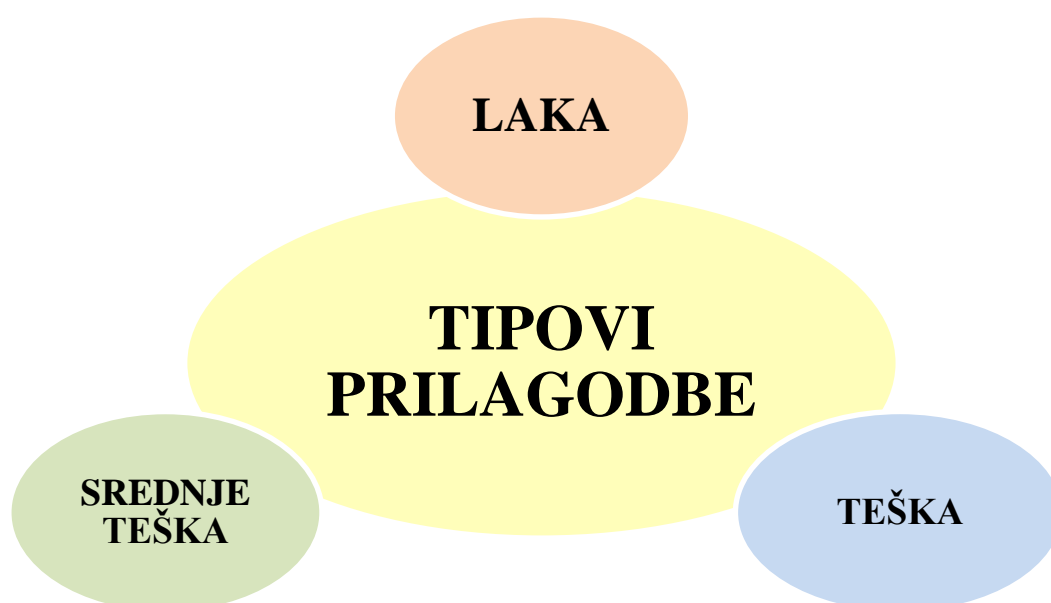 LAKA
TIPOVI
PRILAGODBE
SREDNJE
TEŠKA
TEŠKA